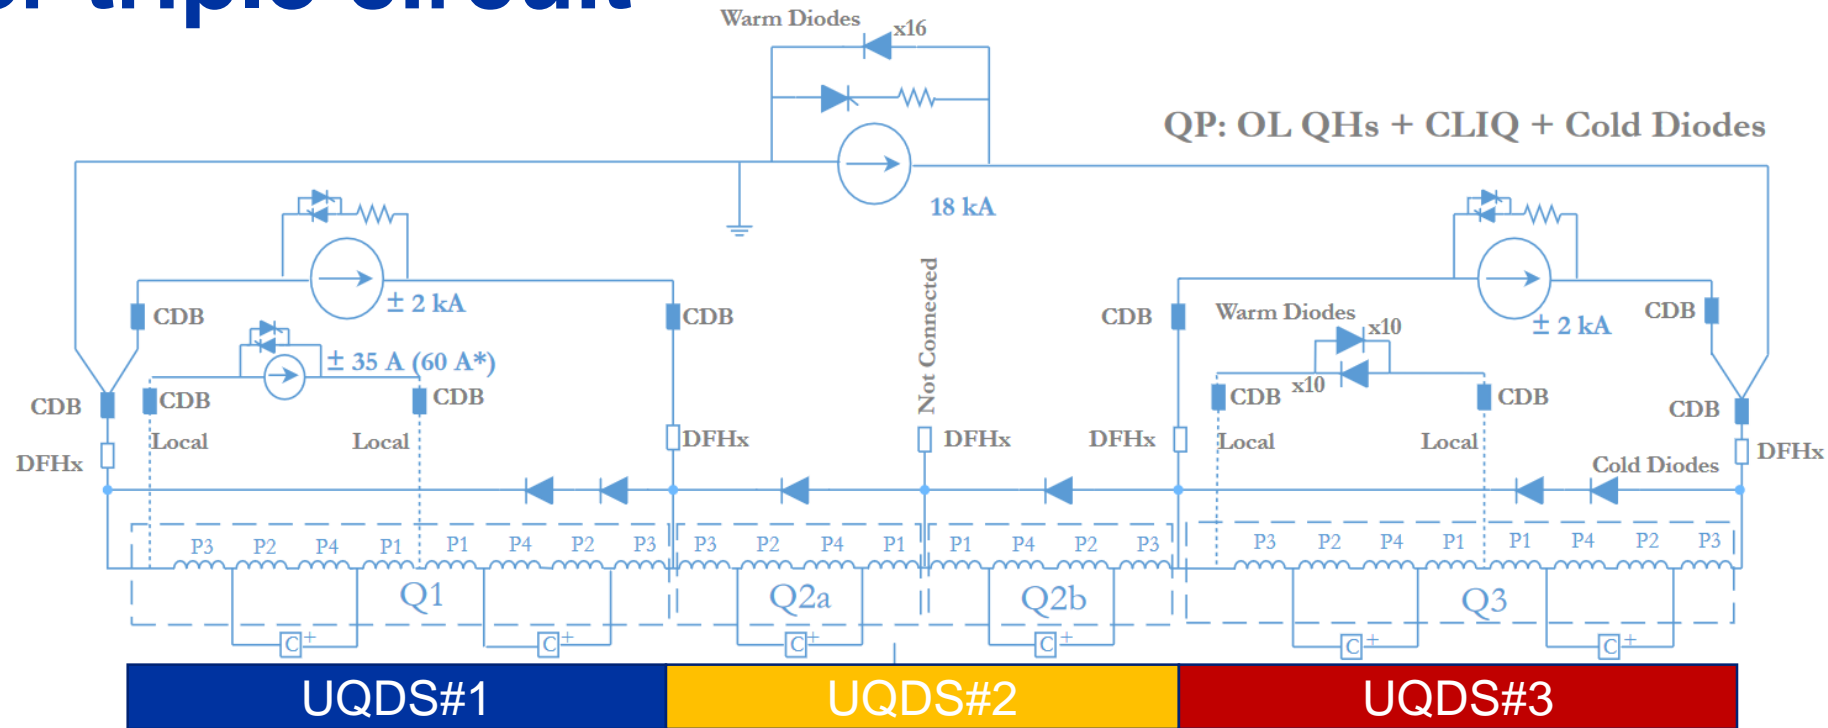 or triple circuit
Warm Diodes
x16
QP: OL QHs + CLIQ + Cold Diodes
18 kA
CDB
± 2 kA
CDB
Not Connected
CDB
Warm Diodes
x10
± 2 kA
CDB
± 35 A (60 A*)
x10
CDB
CDB
CDB
CDB
CDB
CDB
Local
Local
DFHx
DFHx
DFHx
Local
Local
DFHx
DFHx
Cold Diodes
P3 P2 P4 P1 P1 P4 P2 P3 P3 P2 P4 P1 P1 P4 P2 P3 P3 P2 P4 P1 P1 P4 P2 P3
Q1 Q2a Q2b Q3
C+ C+ C+ C+ C+ C+
UQDS#1 UQDS#2 UQDS#3